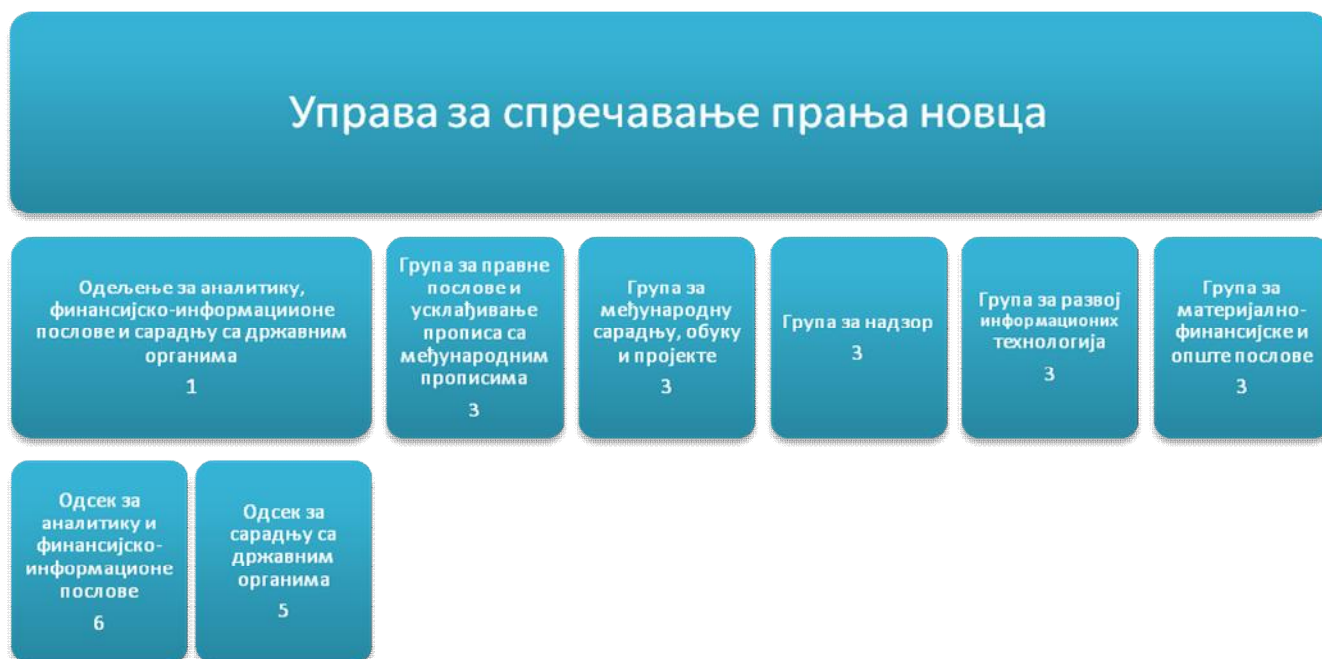 Управа за спречавање прања новца
Одељење за аналитику,
финансијско-информациионе
послове и сарадњу са државним
органима
1
Група за правне
послове и
усклађивање
прописа са
међународним
прописима
3
Група за
међународну
сарадњу, обуку
и пројекте
3
Група за надзор
3
Група за развој
информационих
технологија
3
Група за
материјално-
финансијске и
опште послове
3
Одсек за
аналитику и
финансијско-
информационе
послове
6
Одсек за
сарадњу са
државним
органима
5